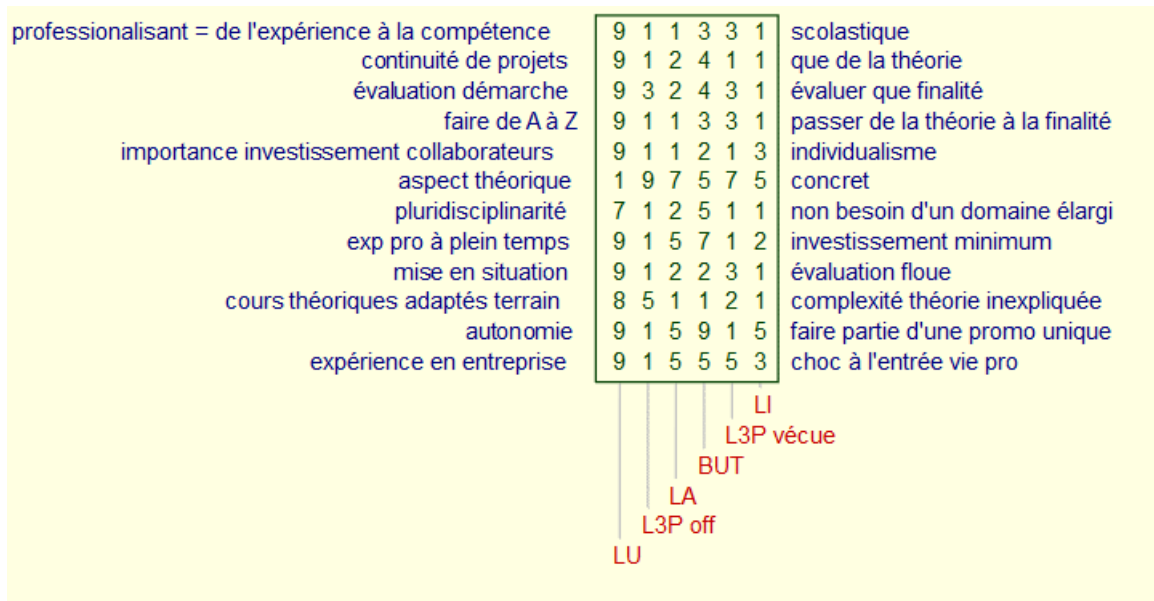 professionalisant = de l'expérience à la compétence 9 1 1 3 3 1 scolastique
continuité de projets 9 1 2 4 1 1 que de la théorie
évaluation démarche 9 3 2 4 3 1 évaluer que finalité
faire de A à Z 9 1 1 3 3 1 passer de la théorie à la finalité
importance investissement collaborateurs 9 1 1 2 1 3 individualisme
aspect théorique 1 9 7 5 7 5 concret
pluridisciplinarité 7 1 2 5 1 1 non besoin d'un domaine élargi
exp pro à plein temps 9 1 5 7 1 2 investissement minimum
mise en situation 9 1 2 2 3 1 évaluation floue
cours théoriques adaptés terrain 8 5 1 1 2 1 complexité théorie inexpliquée
autonomie 9 1 5 9 1 5 faire partie d'une promo unique
expérience en entreprise 9 1 5 5 5 3 choc à l'entrée vie pro
LI
L3P vécue
BUT
LA
L3P off
LU